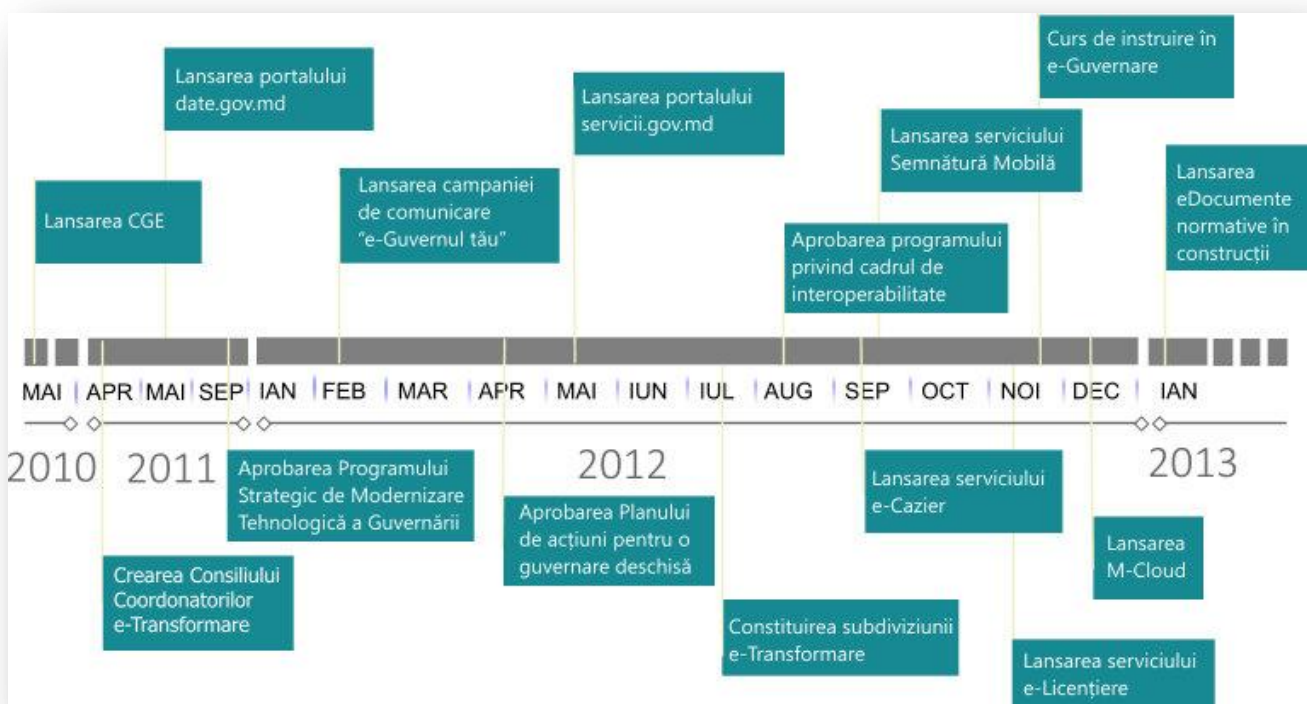 Curs de instruire în
e-Guvernare
Lansarea portalului
date.gov.md
Lansarea portalului
servicii.gov.md
Lansarea serviciului
Semnătură Mobilă
Lansarea CGE
Lansarea campaniei
de comunicare
“e-Guvernul tău”
Aprobarea programului
privind cadrul de
interoperabilitate
Lansarea
eDocumente
normative în
construcții
MAI APR MAI SEP IAN FEB MAR APR MAI IUN IUL AUG SEP OCT NOI DEC IAN
2010 2011 2012 2013
Aprobarea Programului
Strategic de Modernizare
Tehnologică a Guvernării
Crearea Consiliului
Coordonatorilor
e-Transformare
Aprobarea Planului
de acțiuni pentru o
guvernare deschisă
Constituirea subdiviziunii
e-Transformare
Lansarea serviciului
e-Cazier
Lansarea
M-Cloud
Lansarea serviciului
e-Licențiere